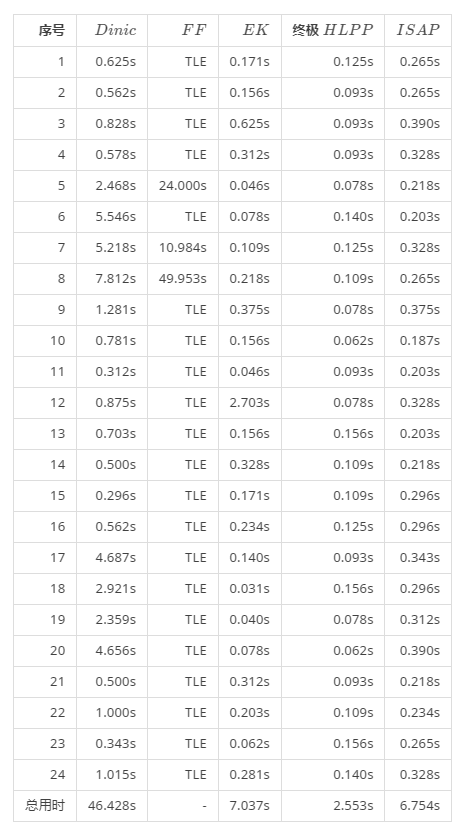 序号 Dinic FF EK 终极 HLPP ISAP
1 0.625s TLE 0.171s 0.125s 0.265s
2 0.562s TLE 0.156s 0.093s 0.265s
3 0.828s TLE 0.625s 0.093s 0.390s
4 0.578s TLE 0.312s 0.093s 0.328s
5 2.468s 24.000s 0.046s 0.078s 0.218s
6 5.546s TLE 0.078s 0.140s 0.203s
7 5.218s 10.984s 0.109s 0.125s 0.328s
8 7.812s 49.953s 0.218s 0.109s 0.265s
9 1.281s TLE 0.375s 0.078s 0.375s
10 0.781s TLE 0.156s 0.062s 0.187s
11 0.312s TLE 0.046s 0.093s 0.203s
12 0.875s TLE 2.703s 0.078s 0.328s
13 0.703s TLE 0.156s 0.156s 0.203s
14 0.500s TLE 0.328s 0.109s 0.218s
15 0.296s TLE 0.171s 0.109s 0.296s
16 0.562s TLE 0.234s 0.125s 0.296s
17 4.687s TLE 0.140s 0.093s 0.343s
18 2.921s TLE 0.031s 0.156s 0.296s
19 2.359s TLE 0.040s 0.078s 0.312s
20 4.656s TLE 0.078s 0.062s 0.390s
21 0.500s TLE 0.312s 0.093s 0.218s
22 1.000s TLE 0.203s 0.109s 0.234s
23 0.343s TLE 0.062s 0.156s 0.265s
24 1.015s TLE 0.281s 0.140s 0.328s
总用时 46.428s - 7.037s 2.553s 6.754s